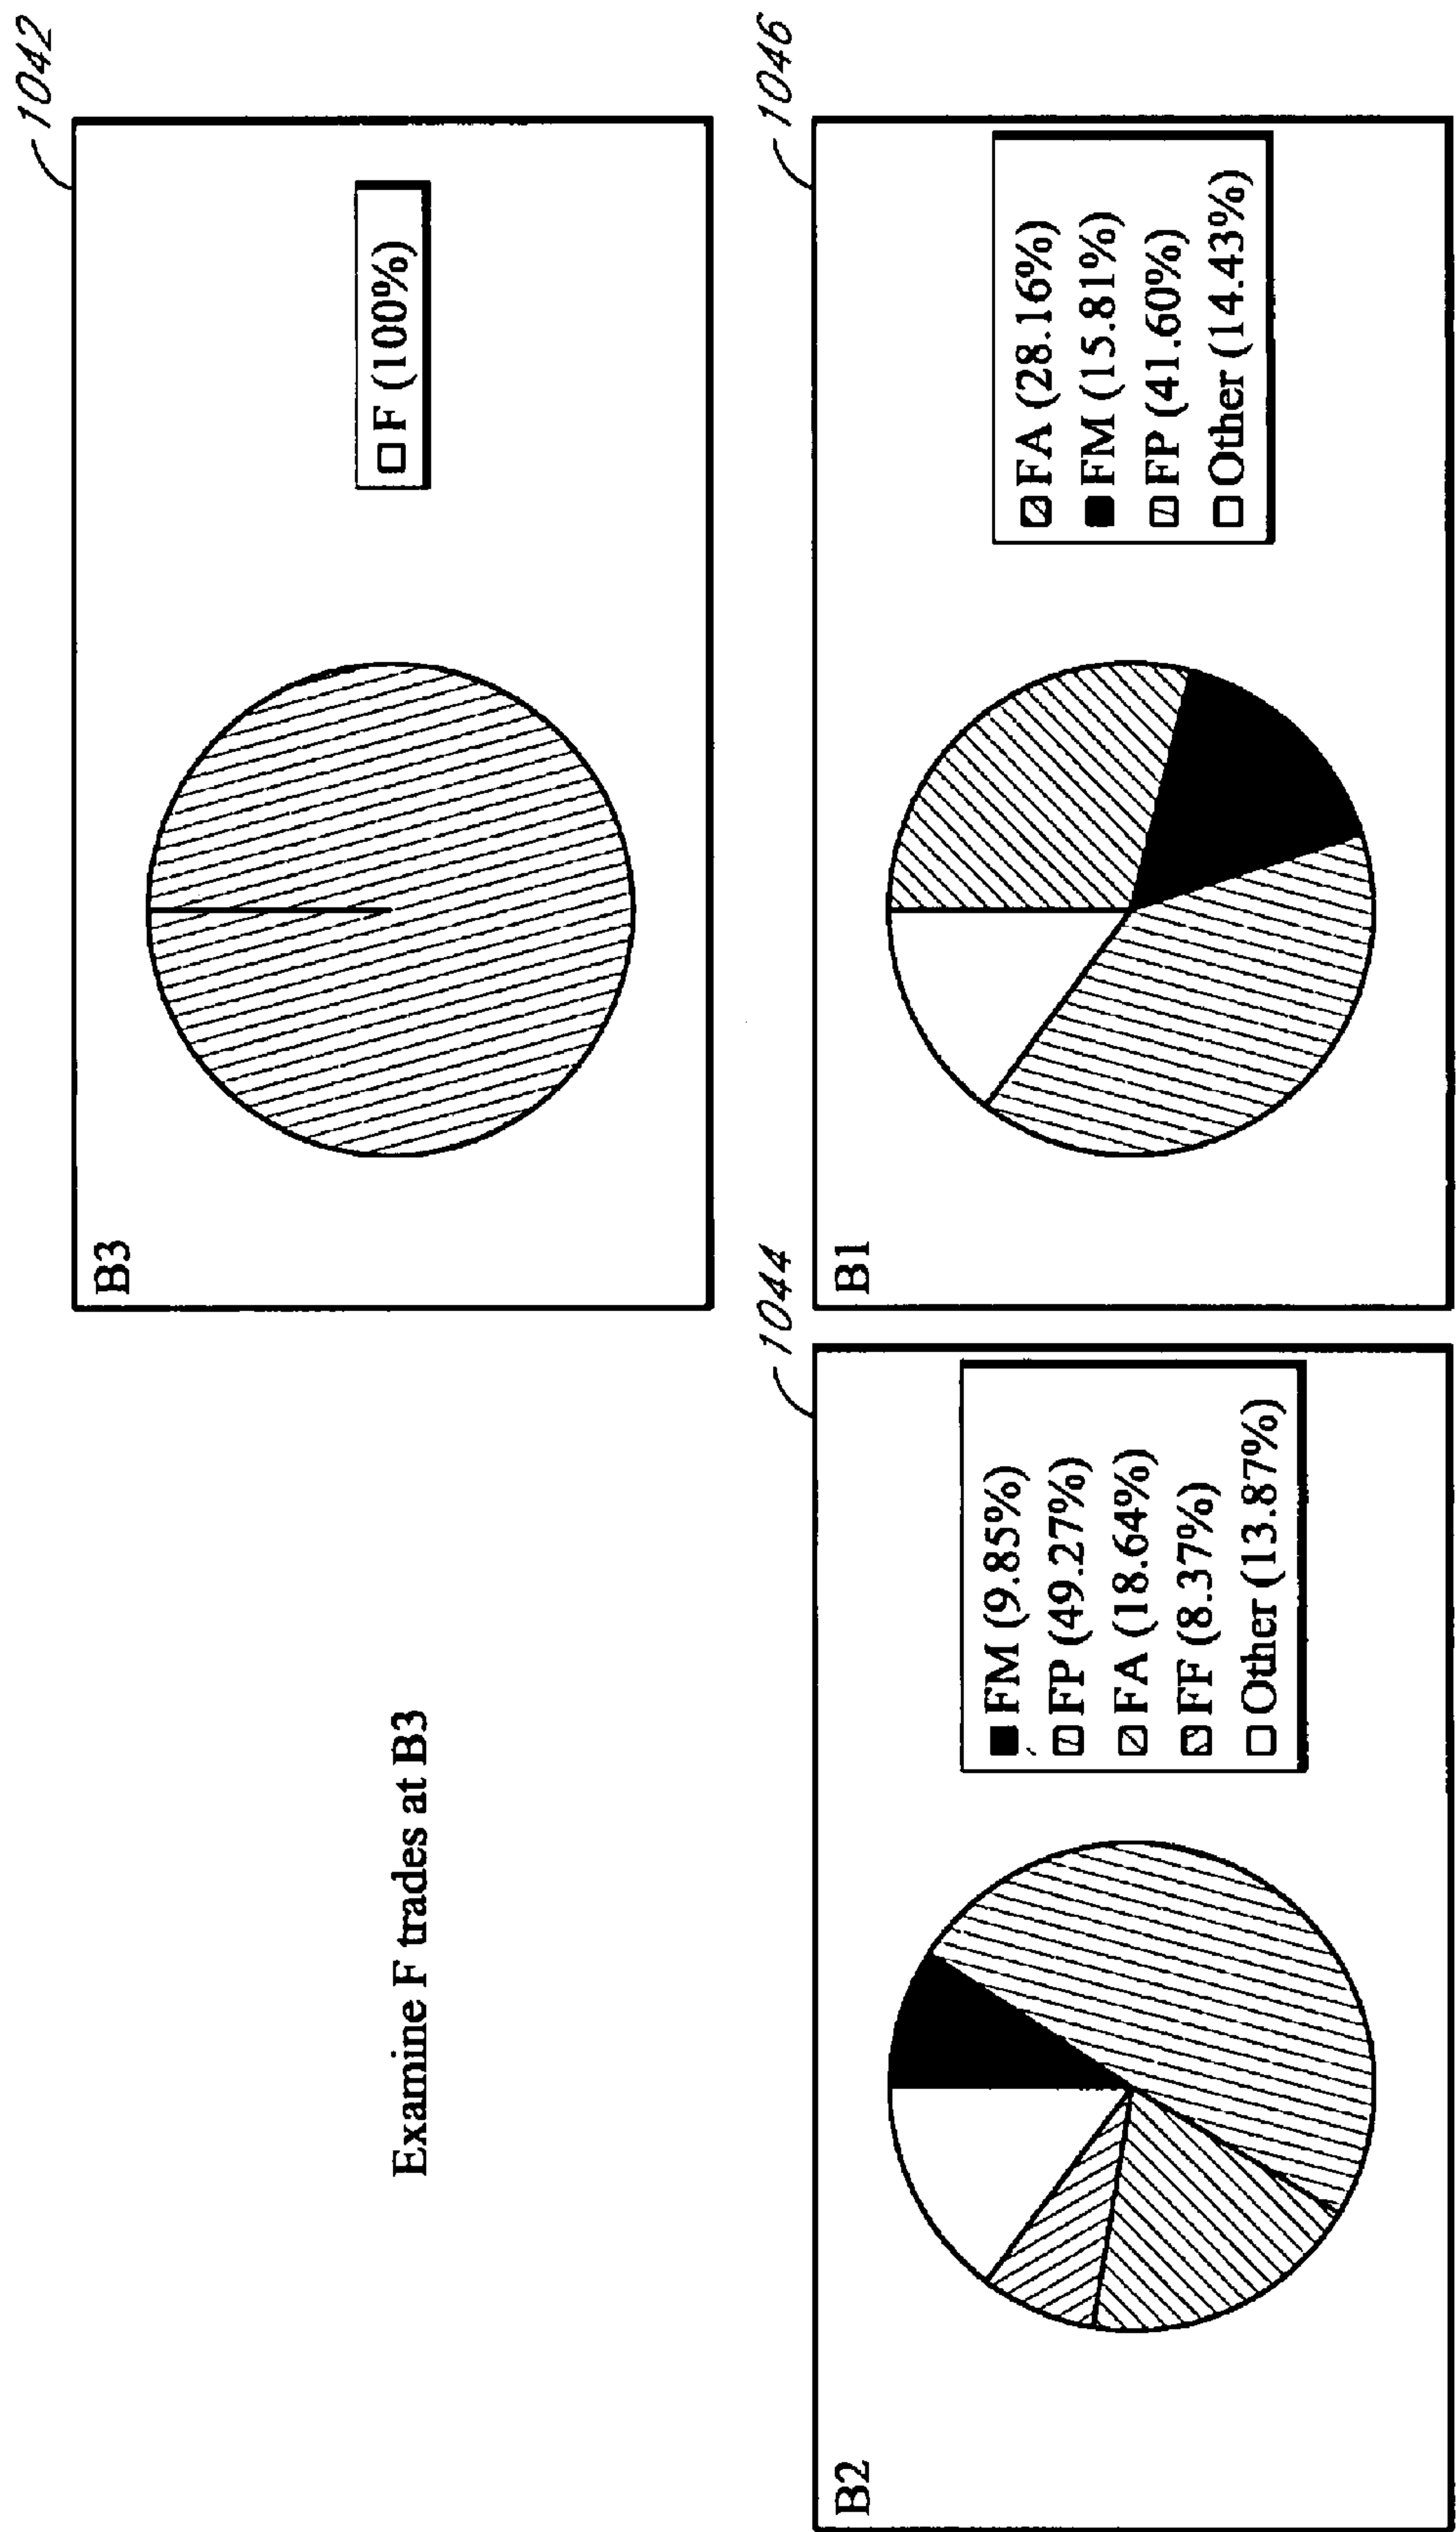 Examine F trades at B3
1042
B3
F (100%)
1044
B2
FM (9.85%)
FP (49.27%)
FA (18.64%)
FF (8.37%)
Other (13.87%)
1046
B1
FA (28.16%)
FM (15.81%)
FP (41.60%)
Other (14.43%)